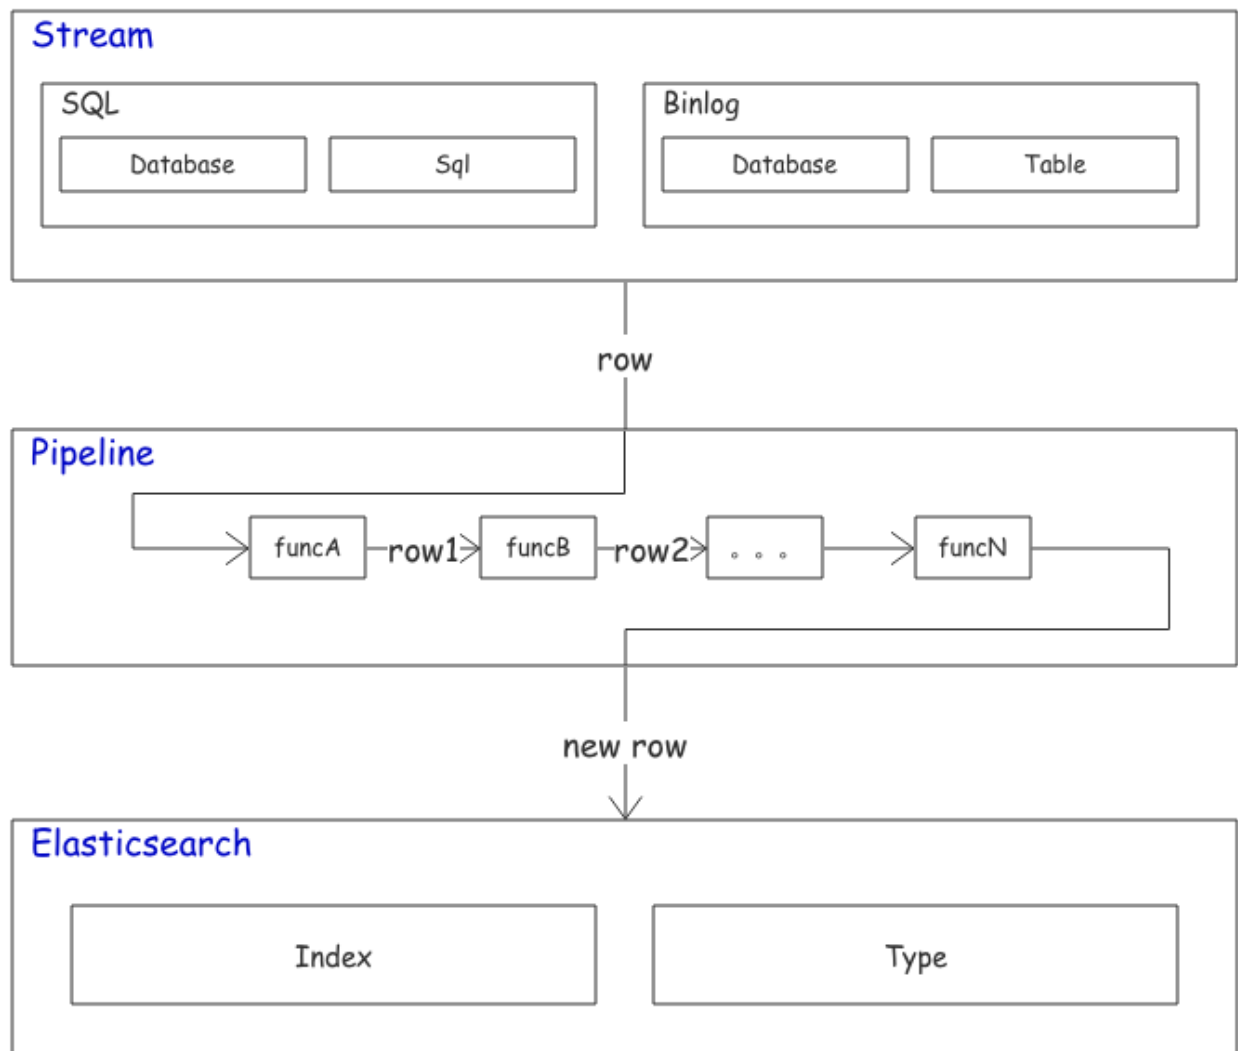 Stream
SQL
Binlog
Database
Sql
Database
Table
row
Pipeline
funcA
row1
funcB
row2
。。。
funcN
new row
Elasticsearch
Index
Type